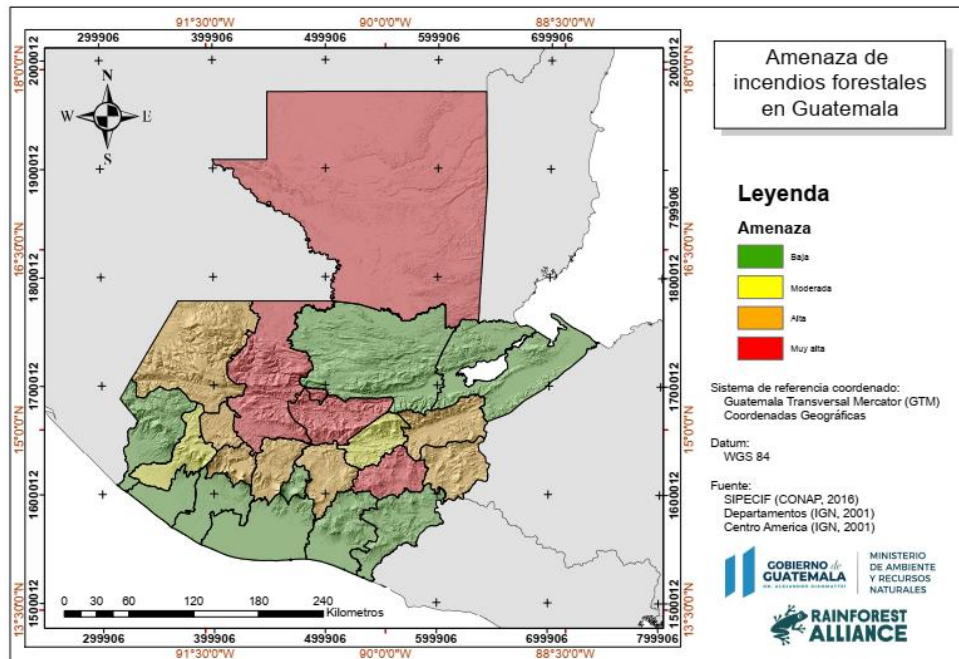 91°30'0"W 90°00'0"W 88°30'0"W
299906 399906 499906 599906 699906
Amenaza de
incendios forestales
en Guatemala
N
W E
S
18°0'0"N 2000012 2000012 18°0'0"N
1900012 1900012
799906
16°30'0"N 16°30'0"N
1800012 1800012
1700012 1700012
15°0'0"N 15°0'0"N
1600012 1600012
1500012 1500012
13°30'0"N 13°30'0"N
Leyenda
Amenaza
Baja
Moderada
Alta
Muy alta
Sistema de referencia coordenado:
Guatemala Transversal Mercator (GTM)
Coordenadas Geográficas
Datum:
WGS 84
Fuente:
SIPECIF (CONAP, 2016)
Departamentos (IGN, 2001)
Centro America (IGN, 2001)
GOBIERNO de
GUATEMALA
DR. ALEJANDRO GIAMMATTEI
MINISTERIO
DE AMBIENTE
Y RECURSOS
NATURALES
RAINFOREST
ALLIANCE
0 30 60 120 180 240
Kilometros
299906 399906 499906 599906 699906 799906
91°30'0"W 90°00'0"W 88°30'0"W